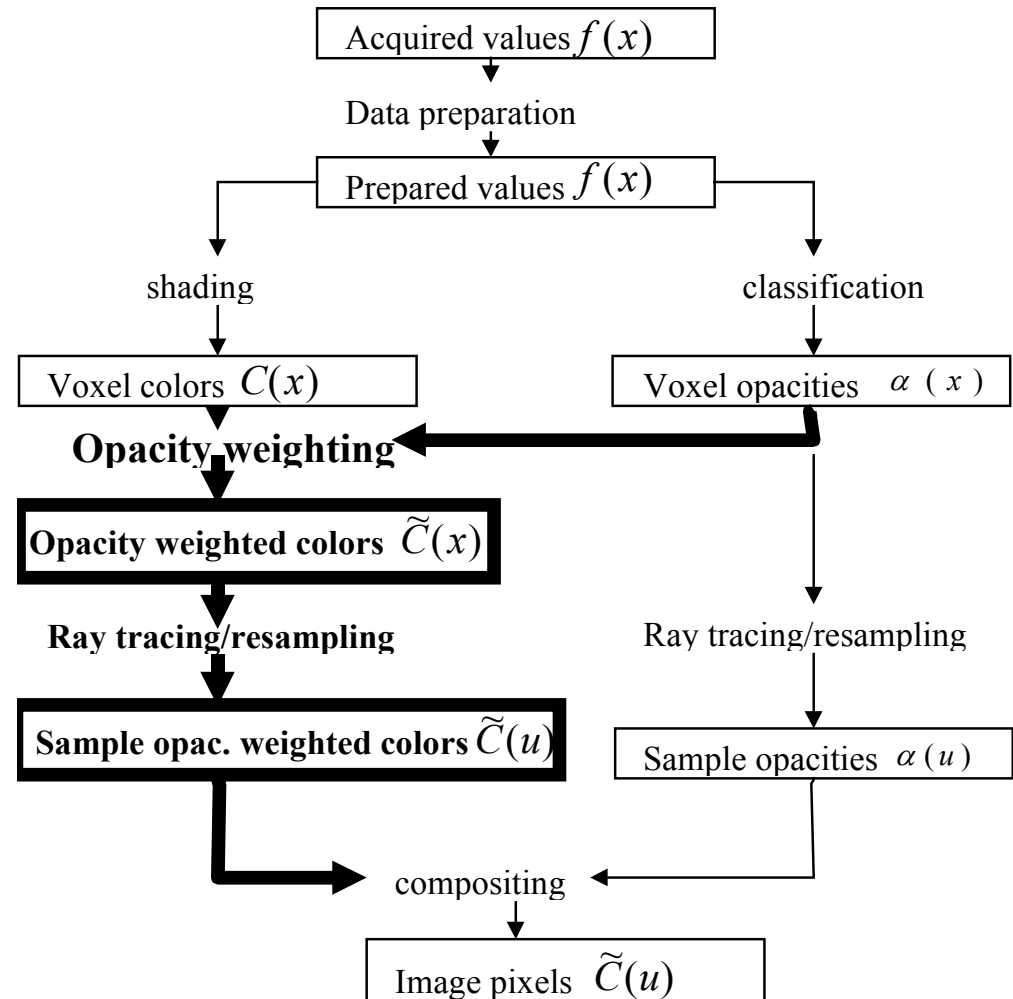 Acquired values f(x)
Data preparation
Prepared values f(x)
shading
classification
Voxel colors C(x)
Voxel opacities α(x)
Opacity weighting
Opacity weighted colors C̃(x)
Ray tracing/resampling
Ray tracing/resampling
Sample opac. weighted colors C̃(u)
Sample opacities α(u)
compositing
Image pixels C̃(u)